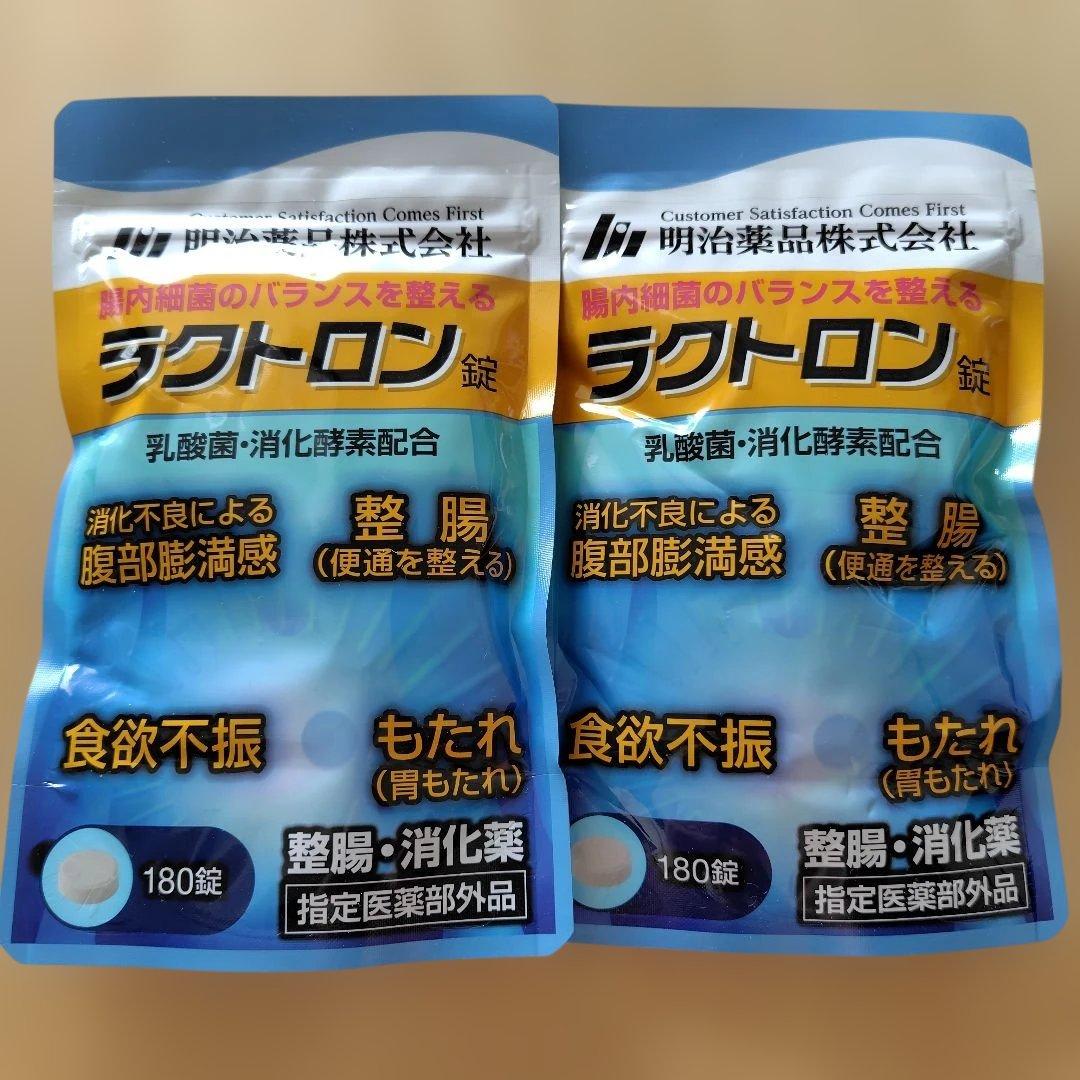 Customer Satisfaction Comes First
明治薬品株式会社
腸内細菌のバランスを整える
ラクトロン錠
乳酸菌・消化酵素配合
消化不良による
腹部膨満感
整腸
(便通を整える)
食欲不振
もたれ
(胃もたれ)
180錠
整腸・消化薬
指定医薬部外品
Customer Satisfaction Comes First
明治薬品株式会社
腸内細菌のバランスを整える
ラクトロン錠
乳酸菌・消化酵素配合
消化不良による
腹部膨満感
整腸
(便通を整える)
食欲不振
もたれ
(胃もたれ)
180錠
整腸・消化薬
指定医薬部外品